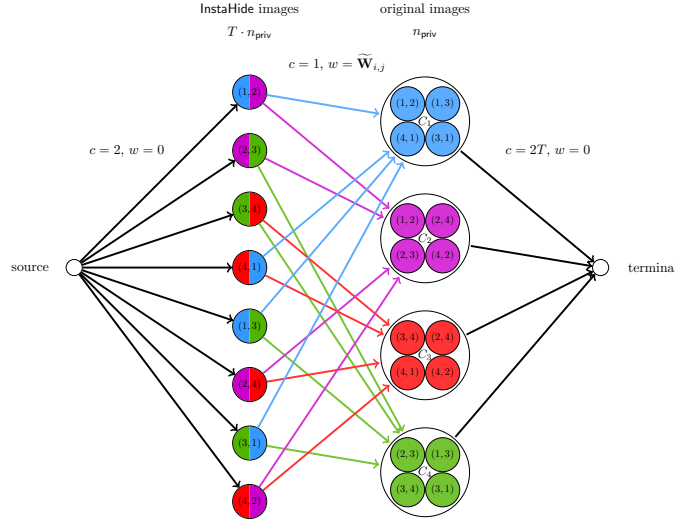 InstaHide images
T · n_priv
original images
n_priv
c = 1, w = W̃_{i,j}
c = 2, w = 0
c = 2T, w = 0
source
termina
(1, 2)
(2, 3)
(3, 4)
(4, 1)
(1, 3)
(2, 4)
(3, 1)
(4, 2)
(1, 2) (1, 3)
C_1
(4, 1) (3, 1)
(1, 2) (2, 4)
C_2
(2, 3) (4, 2)
(3, 4) (2, 4)
C_3
(4, 1) (4, 2)
(2, 3) (1, 3)
C_4
(3, 4) (3, 1)